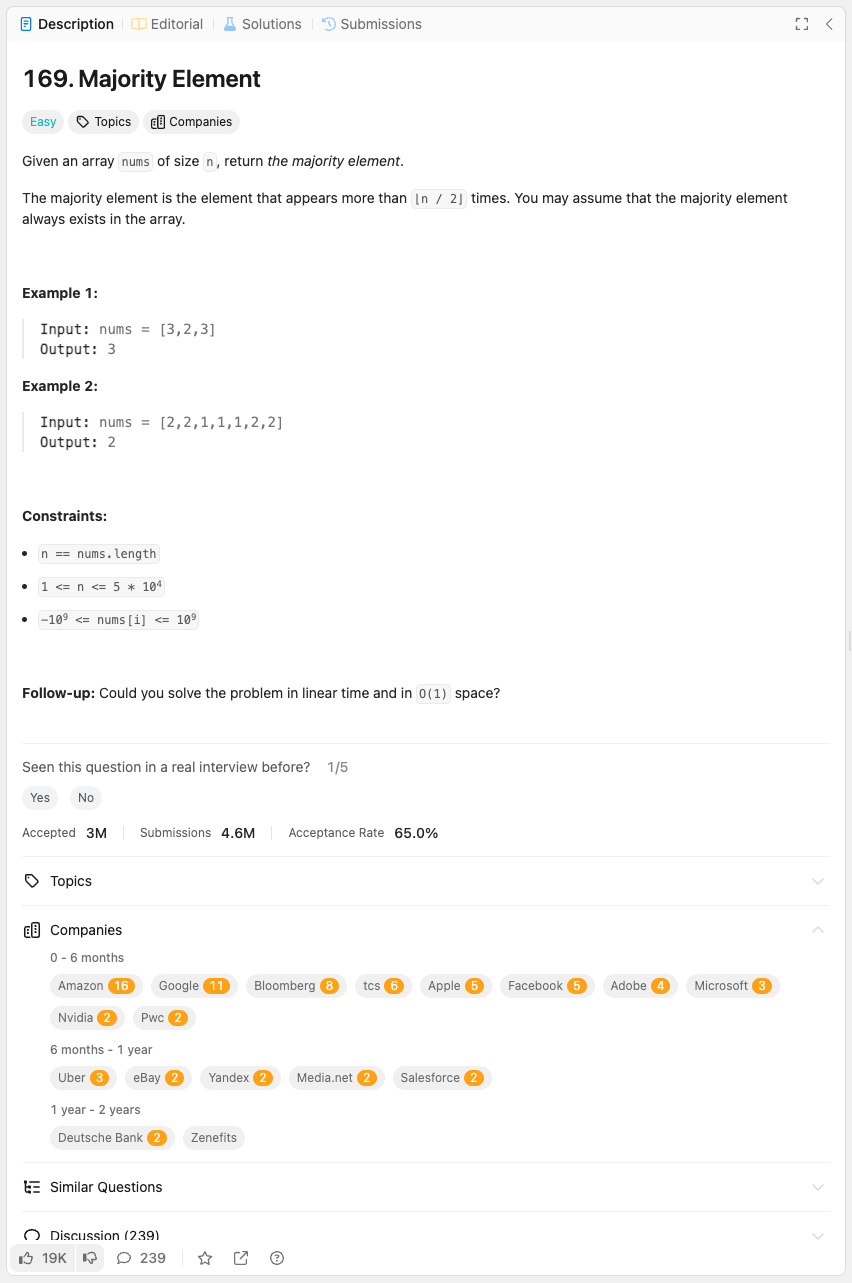 Description Editorial Solutions Submissions
169. Majority Element
Easy Topics Companies
Given an array nums of size n, return the majority element.
The majority element is the element that appears more than ⌊n / 2⌋ times. You may assume that the majority element
always exists in the array.
Example 1:
Input: nums = [3,2,3]
Output: 3
Example 2:
Input: nums = [2,2,1,1,1,2,2]
Output: 2
Constraints:
n == nums.length
1 <= n <= 5 * 10⁴
-10⁹ <= nums[i] <= 10⁹
Follow-up: Could you solve the problem in linear time and in O(1) space?
Seen this question in a real interview before? 1/5
Yes No
Accepted 3M Submissions 4.6M Acceptance Rate 65.0%
Topics
Companies
0 - 6 months
Amazon 16 Google 11 Bloomberg 8 tcs 6 Apple 5 Facebook 5 Adobe 4 Microsoft 3
Nvidia 2 Pwc 2
6 months - 1 year
Uber 3 eBay 2 Yandex 2 Media.net 2 Salesforce 2
1 year - 2 years
Deutsche Bank 2 Zenefits
Similar Questions
Discussion (239)
19K 239